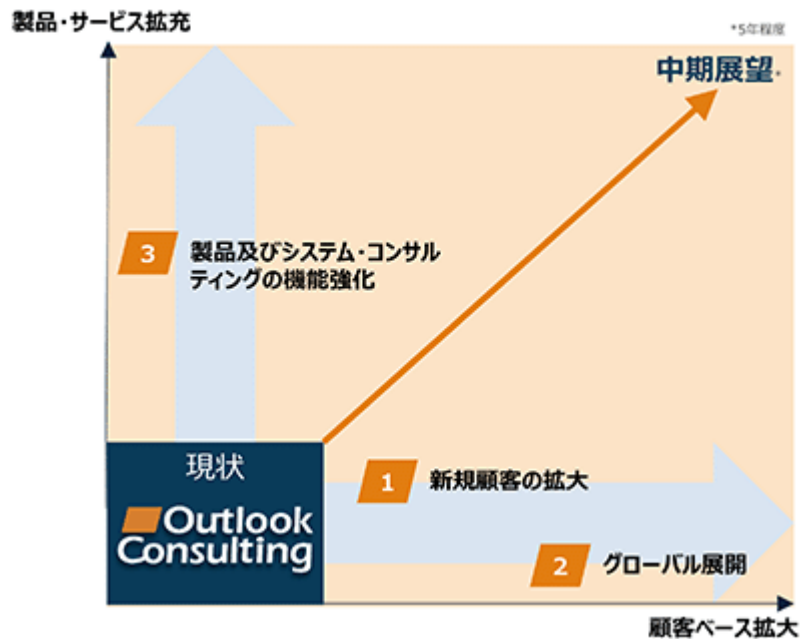 製品・サービス拡充
*5年程度
中期展望*
3
製品及びシステム・コンサル
ティングの機能強化
現状
Outlook
Consulting
1
新規顧客の拡大
2
グローバル展開
顧客ベース拡大